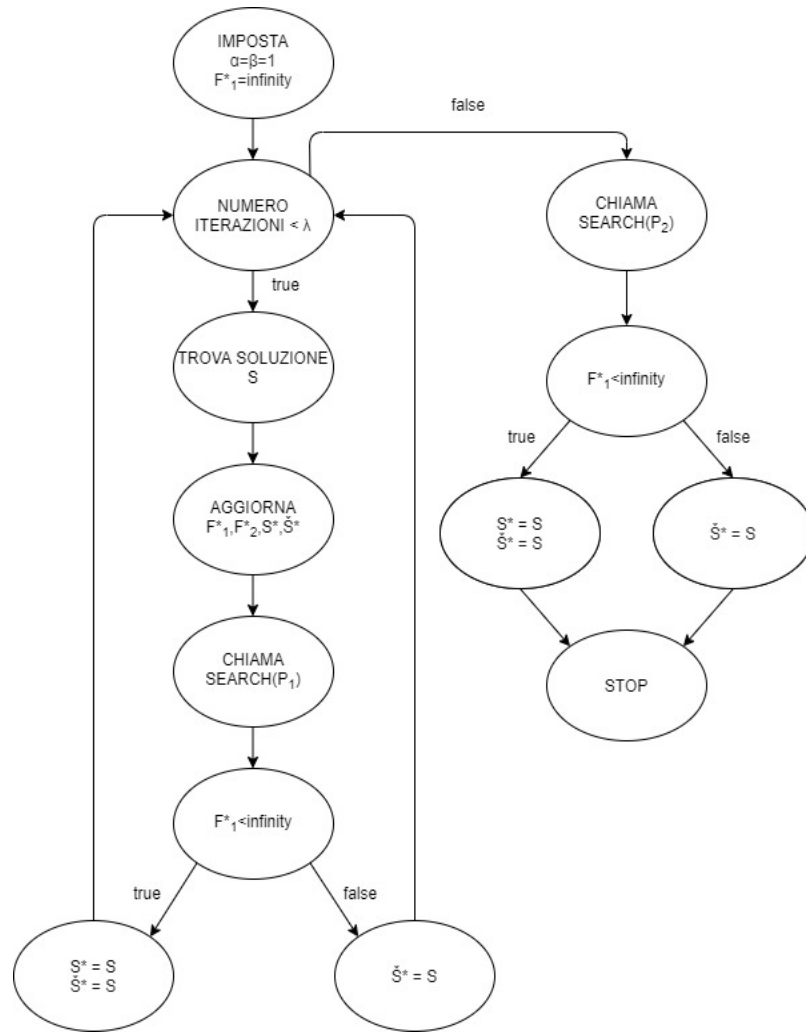 IMPOSTA
α=β=1
F*₁=infinity
false
NUMERO
ITERAZIONI < λ
CHIAMA
SEARCH(P₂)
true
TROVA SOLUZIONE
S
F*₁<infinity
true
false
AGGIORNA
F*₁,F*₂,S*,Š*
S* = S
Š* = S
Š* = S
CHIAMA
SEARCH(P₁)
STOP
F*₁<infinity
true
false
S* = S
Š* = S
Š* = S